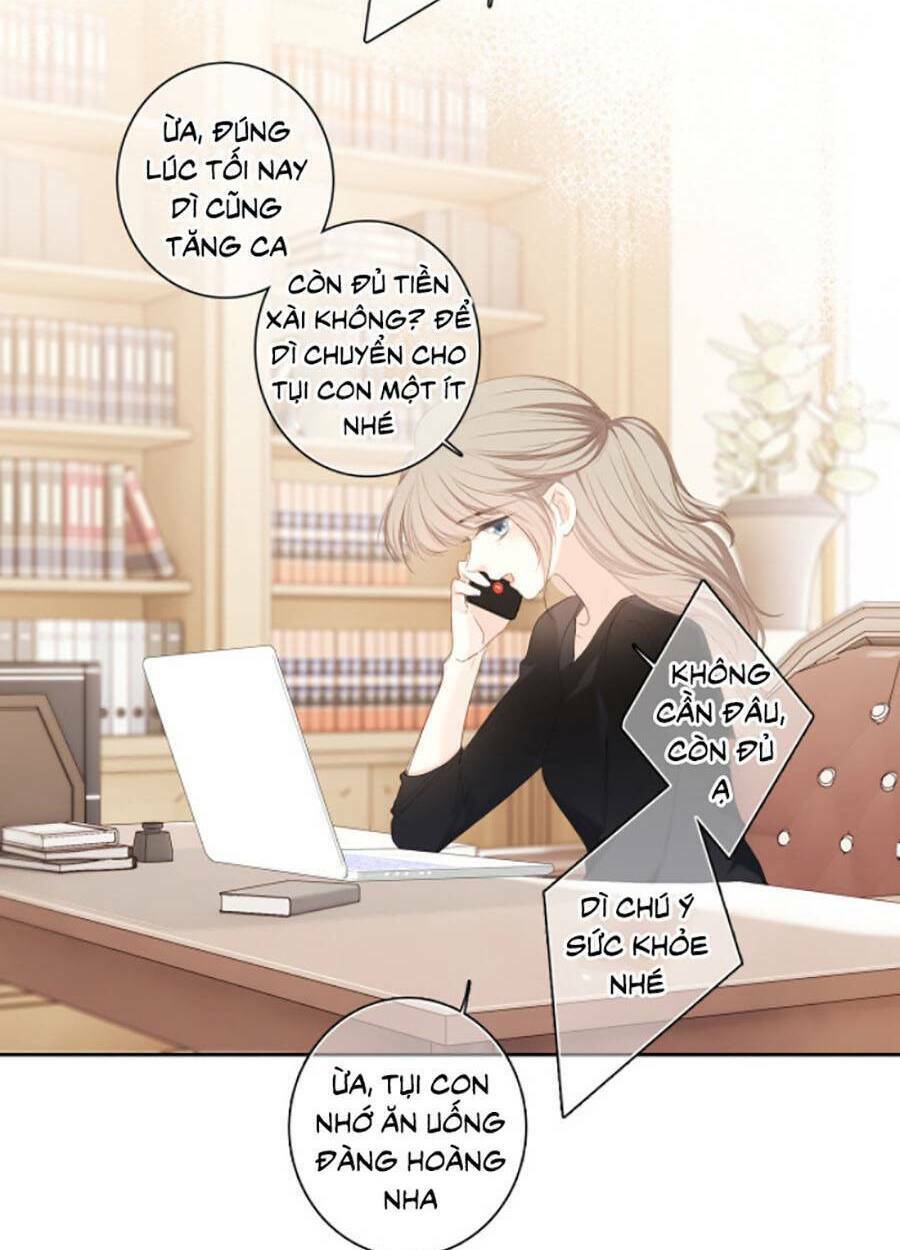 ỪA, ĐÚNG
LÚC TỐI NAY
DÌ CŨNG
TĂNG CA
CÒN ĐỦ TIỀN
XÀI KHÔNG? ĐỂ
DÌ CHUYỂN CHO
TỤI CON MỘT ÍT
NHÉ
KHÔNG
CẦN ĐÂU,
CÒN ĐỦ
Ạ
DÌ CHÚ Ý
SỨC KHỎE
NHÉ
ỪA, TỤI CON
NHỚ ĂN UỐNG
ĐÀNG HOÀNG
NHA